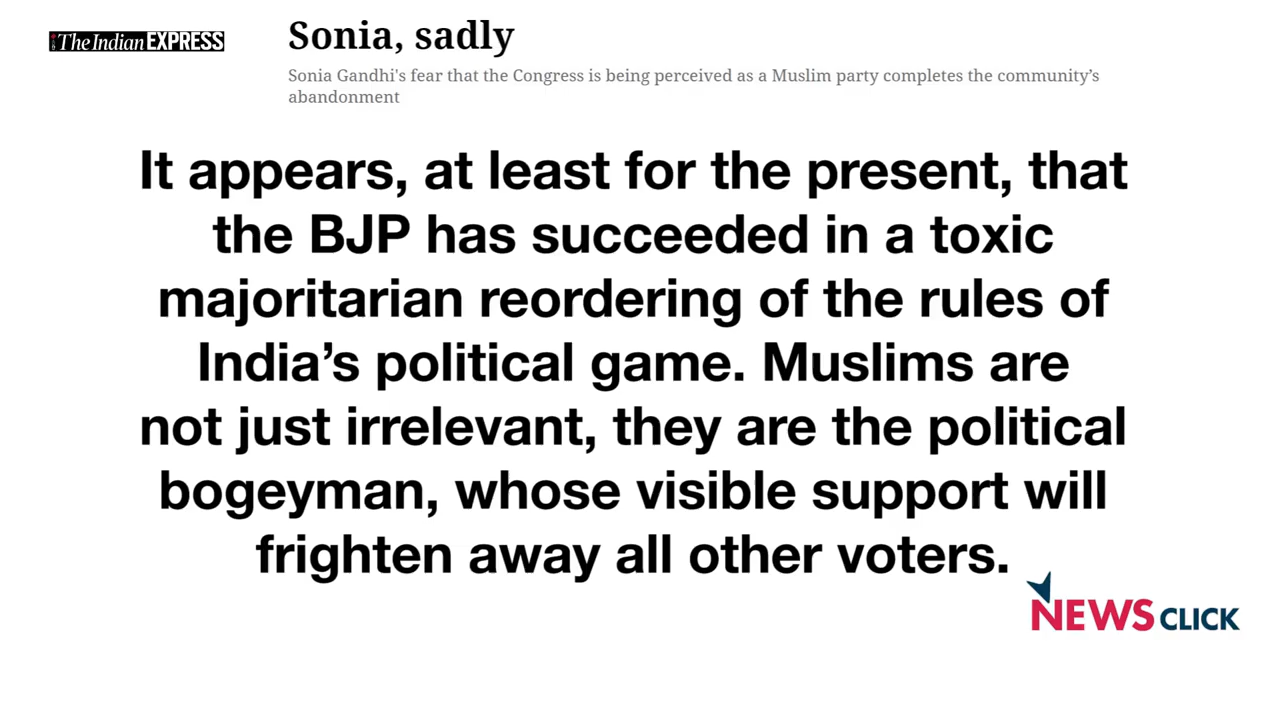 The Indian EXPRESS
Sonia, sadly
Sonia Gandhi's fear that the Congress is being perceived as a Muslim party completes the community’s
abandonment
It appears, at least for the present, that
the BJP has succeeded in a toxic
majoritarian reordering of the rules of
India’s political game. Muslims are
not just irrelevant, they are the political
bogeyman, whose visible support will
frighten away all other voters.
NEWSCLICK